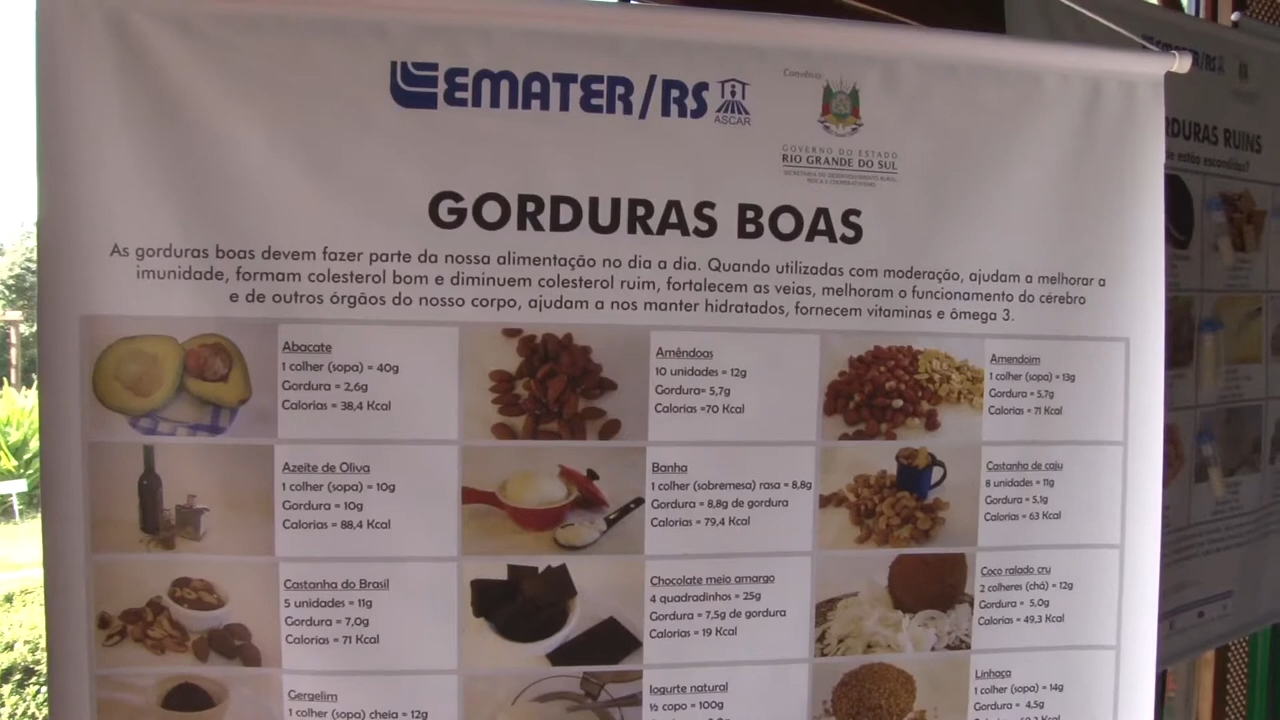 EMATER/RS
ASCAR
Convênio
GOVERNO DO ESTADO
RIO GRANDE DO SUL
SECRETARIA DO DESENVOLVIMENTO RURAL,
PESCA E COOPERATIVISMO
GORDURAS BOAS
As gorduras boas devem fazer parte da nossa alimentação no dia a dia. Quando utilizadas com moderação, ajudam a melhorar a
imunidade, formam colesterol bom e diminuem colesterol ruim, fortalecem as veias, melhoram o funcionamento do cérebro
e de outros órgãos do nosso corpo, ajudam a nos manter hidratados, fornecem vitaminas e ômega 3.
Abacate
1 colher (sopa) = 40g
Gordura = 2,6g
Calorias = 38,4 Kcal
Amêndoas
10 unidades = 12g
Gordura= 5,7g
Calorias =70 Kcal
Amendoim
1 colher (sopa) = 13g
Gordura = 5,7g
Calorias = 71 Kcal
Azeite de Oliva
1 colher (sopa) = 10g
Gordura = 10g
Calorias = 88,4 Kcal
Banha
1 colher (sobremesa) rasa = 8,8g
Gordura = 8,8g de gordura
Calorias = 79,4 Kcal
Castanha de caju
8 unidades = 11g
Gordura = 5,1g
Calorias = 63 Kcal
Castanha do Brasil
5 unidades = 11g
Gordura = 7,0g
Calorias = 71 Kcal
Chocolate meio amargo
4 quadradinhos = 25g
Gordura = 7,5g de gordura
Calorias = 19 Kcal
Coco ralado cru
2 colheres (chá) = 12g
Gordura = 5,0g
Calorias = 49,3 Kcal
Gergelim
1 colher (sopa) cheia = 12g
Iogurte natural
½ copo = 100g
Linhaça
1 colher (sopa) = 14g
Gordura = 4,5g
RDURAS RUINS
e estão escondidas?